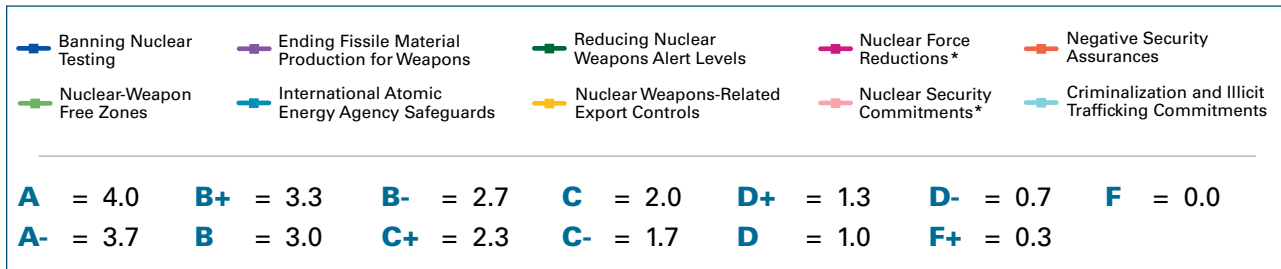 Banning Nuclear
Testing
Ending Fissile Material
Production for Weapons
Reducing Nuclear
Weapons Alert Levels
Nuclear Force
Reductions*
Negative Security
Assurances
Nuclear-Weapon
Free Zones
International Atomic
Energy Agency Safeguards
Nuclear Weapons-Related
Export Controls
Nuclear Security
Commitments*
Criminalization and Illicit
Trafficking Commitments
A = 4.0 B+ = 3.3 B- = 2.7 C = 2.0 D+ = 1.3 D- = 0.7 F = 0.0
A- = 3.7 B = 3.0 C+ = 2.3 C- = 1.7 D = 1.0 F+ = 0.3